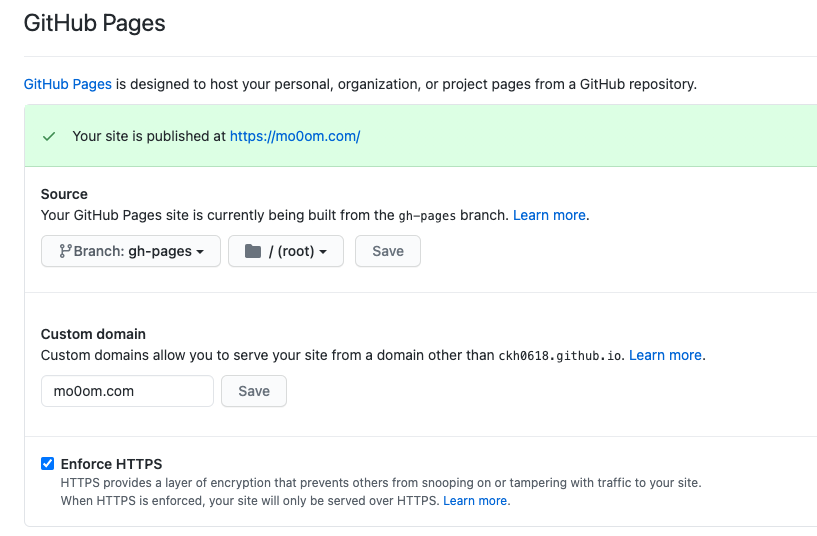 GitHub Pages
GitHub Pages is designed to host your personal, organization, or project pages from a GitHub repository.
Your site is published at https://mo0om.com/
Source
Your GitHub Pages site is currently being built from the gh-pages branch. Learn more.
Branch: gh-pages / (root) Save
Custom domain
Custom domains allow you to serve your site from a domain other than ckh0618.github.io. Learn more.
mo0om.com Save
Enforce HTTPS
HTTPS provides a layer of encryption that prevents others from snooping on or tampering with traffic to your site.
When HTTPS is enforced, your site will only be served over HTTPS. Learn more.